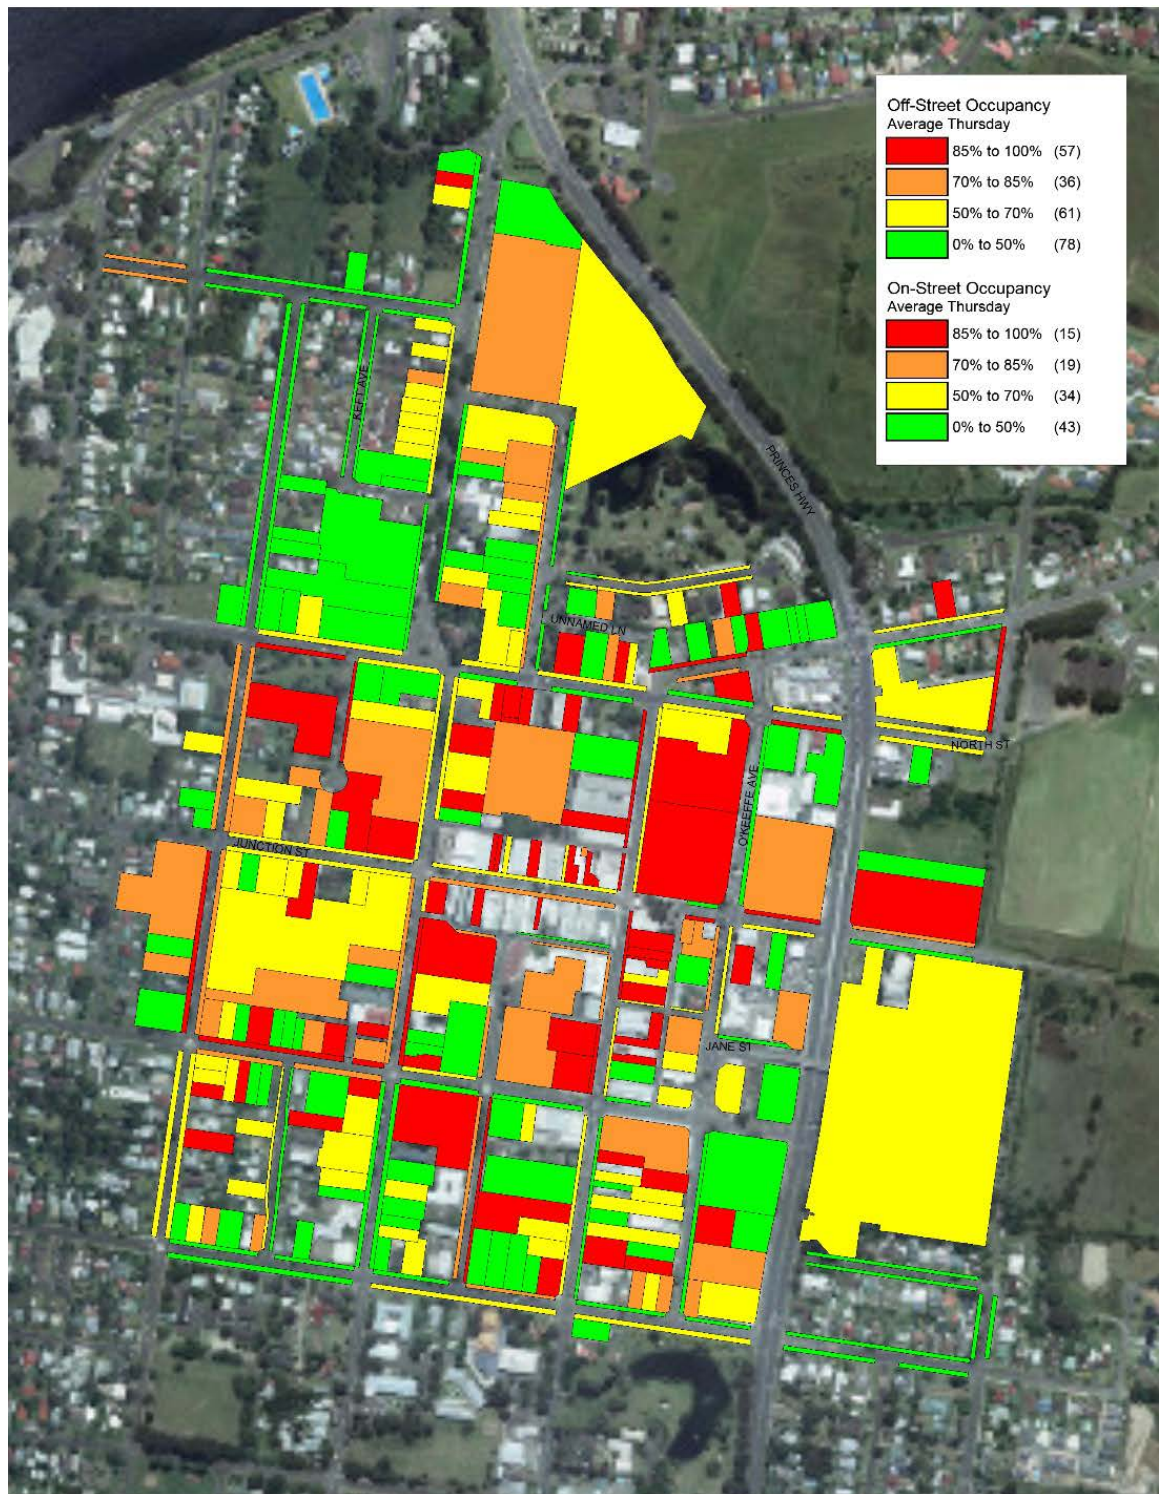 Off-Street Occupancy
Average Thursday
85% to 100% (57)
70% to 85% (36)
50% to 70% (61)
0% to 50% (78)
On-Street Occupancy
Average Thursday
85% to 100% (15)
70% to 85% (19)
50% to 70% (34)
0% to 50% (43)
KEFT AVE
PRINCES HWY
UNNAMED LN
NORTH ST
O'KEEFFE AVE
JUNCTION ST
JANE ST